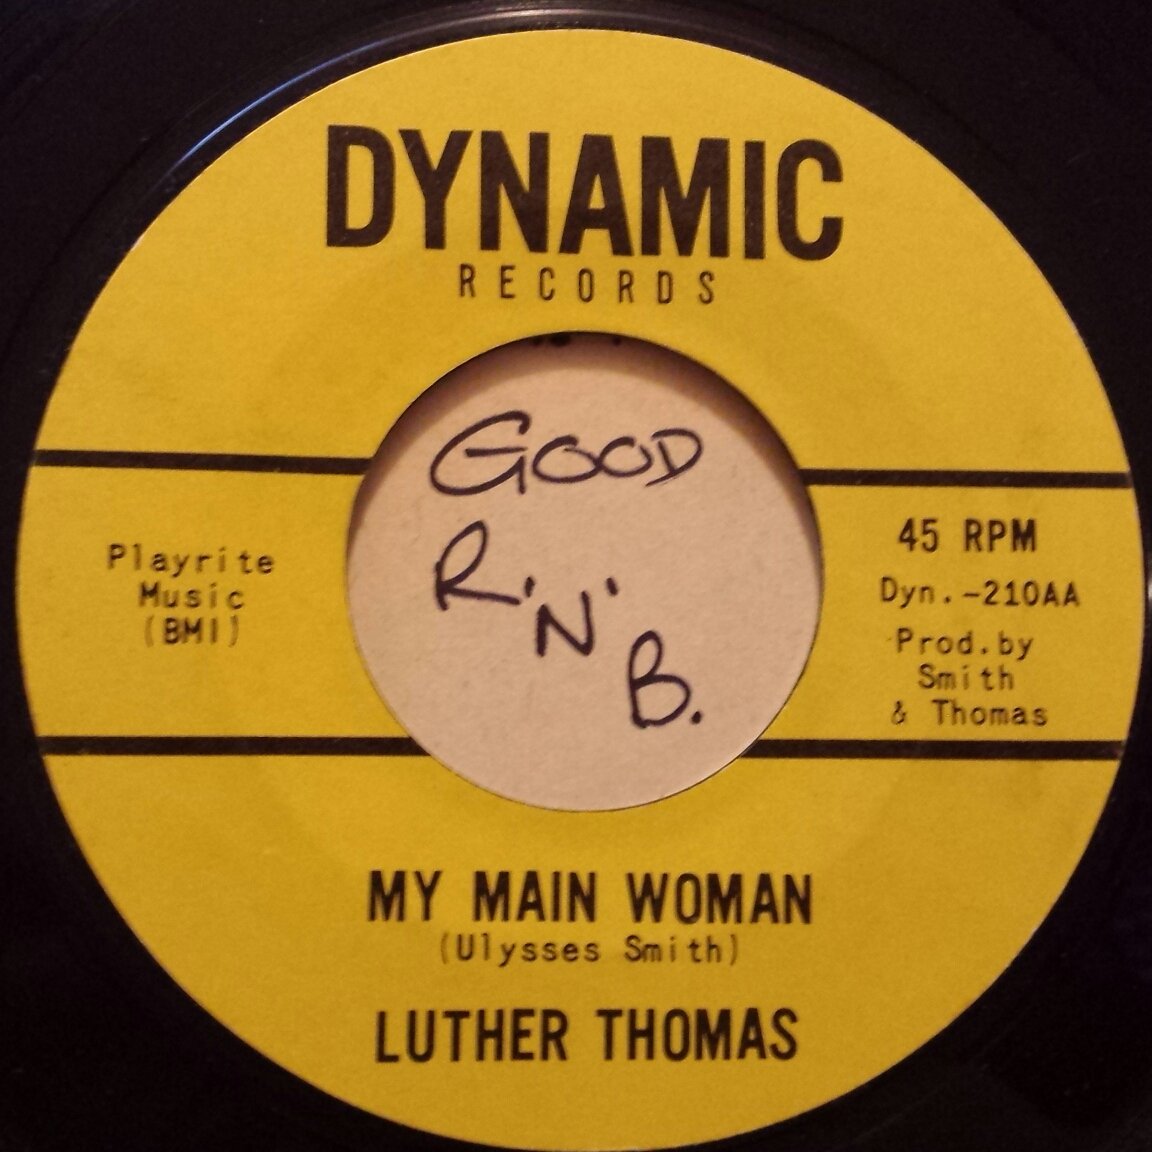 DYNAMIC
RECORDS
GOOD
R.'N'
B.
Playrite
Music
(BMI)
45 RPM
Dyn.-210AA
Prod.by
Smith
& Thomas
MY MAIN WOMAN
(Ulysses Smith)
LUTHER THOMAS